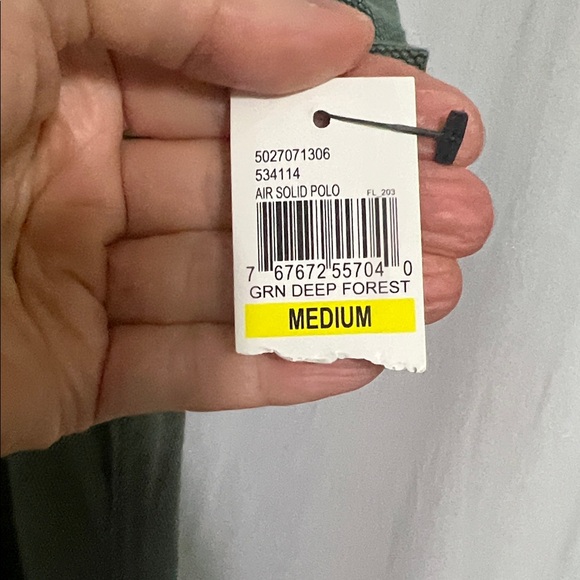 5027071306
534114
AIR SOLID POLO FL 203
7 67672 55704 0
GRN DEEP FOREST
MEDIUM